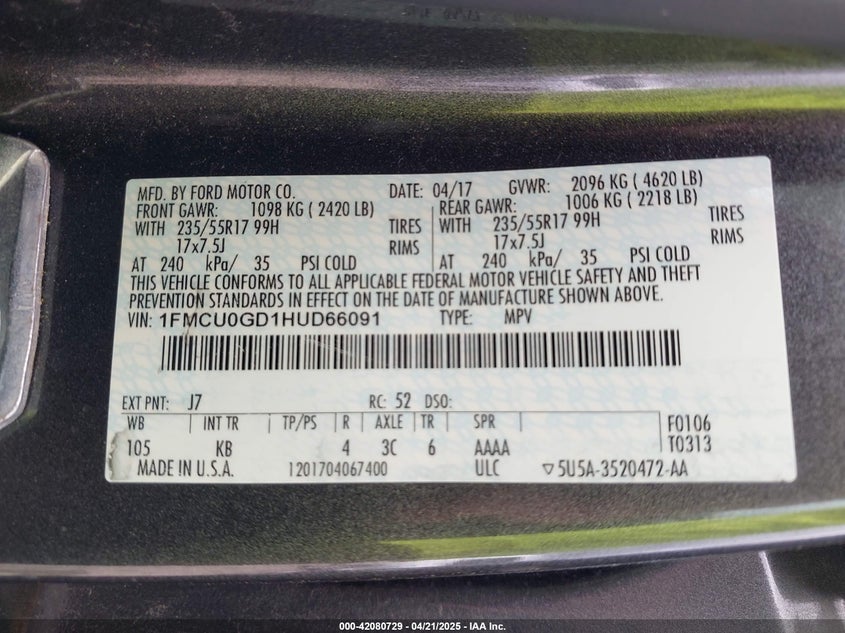 MFD. BY FORD MOTOR CO. DATE: 04/17 GVWR: 2096 KG ( 4620 LB)
FRONT GAWR: 1098 KG ( 2420 LB) REAR GAWR: 1006 KG ( 2218 LB)
WITH 235/55R17 99H TIRES WITH 235/55R17 99H TIRES
17x7.5J RIMS 17x7.5J RIMS
AT 240 kPa/ 35 PSI COLD AT 240 kPa/ 35 PSI COLD
THIS VEHICLE CONFORMS TO ALL APPLICABLE FEDERAL MOTOR VEHICLE SAFETY AND THEFT
PREVENTION STANDARDS IN EFFECT ON THE DATE OF MANUFACTURE SHOWN ABOVE.
VIN: 1FMCU0GD1HUD66091 TYPE: MPV
EXT PNT: J7 RC: 52 DSO:
WB INT TR TP/PS R AXLE TR SPR F0106
105 KB 4 3C 6 AAAA T0313
MADE IN U.S.A. 1201704067400 ULC ▽5U5A-3520472-AA
000-42080729 - 04/21/2025 - IAA Inc.